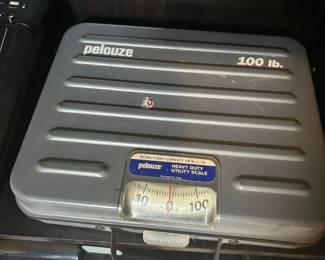 pelouze
100 lb.
pelouze HEAVY DUTY
UTILITY SCALE
10 0 100